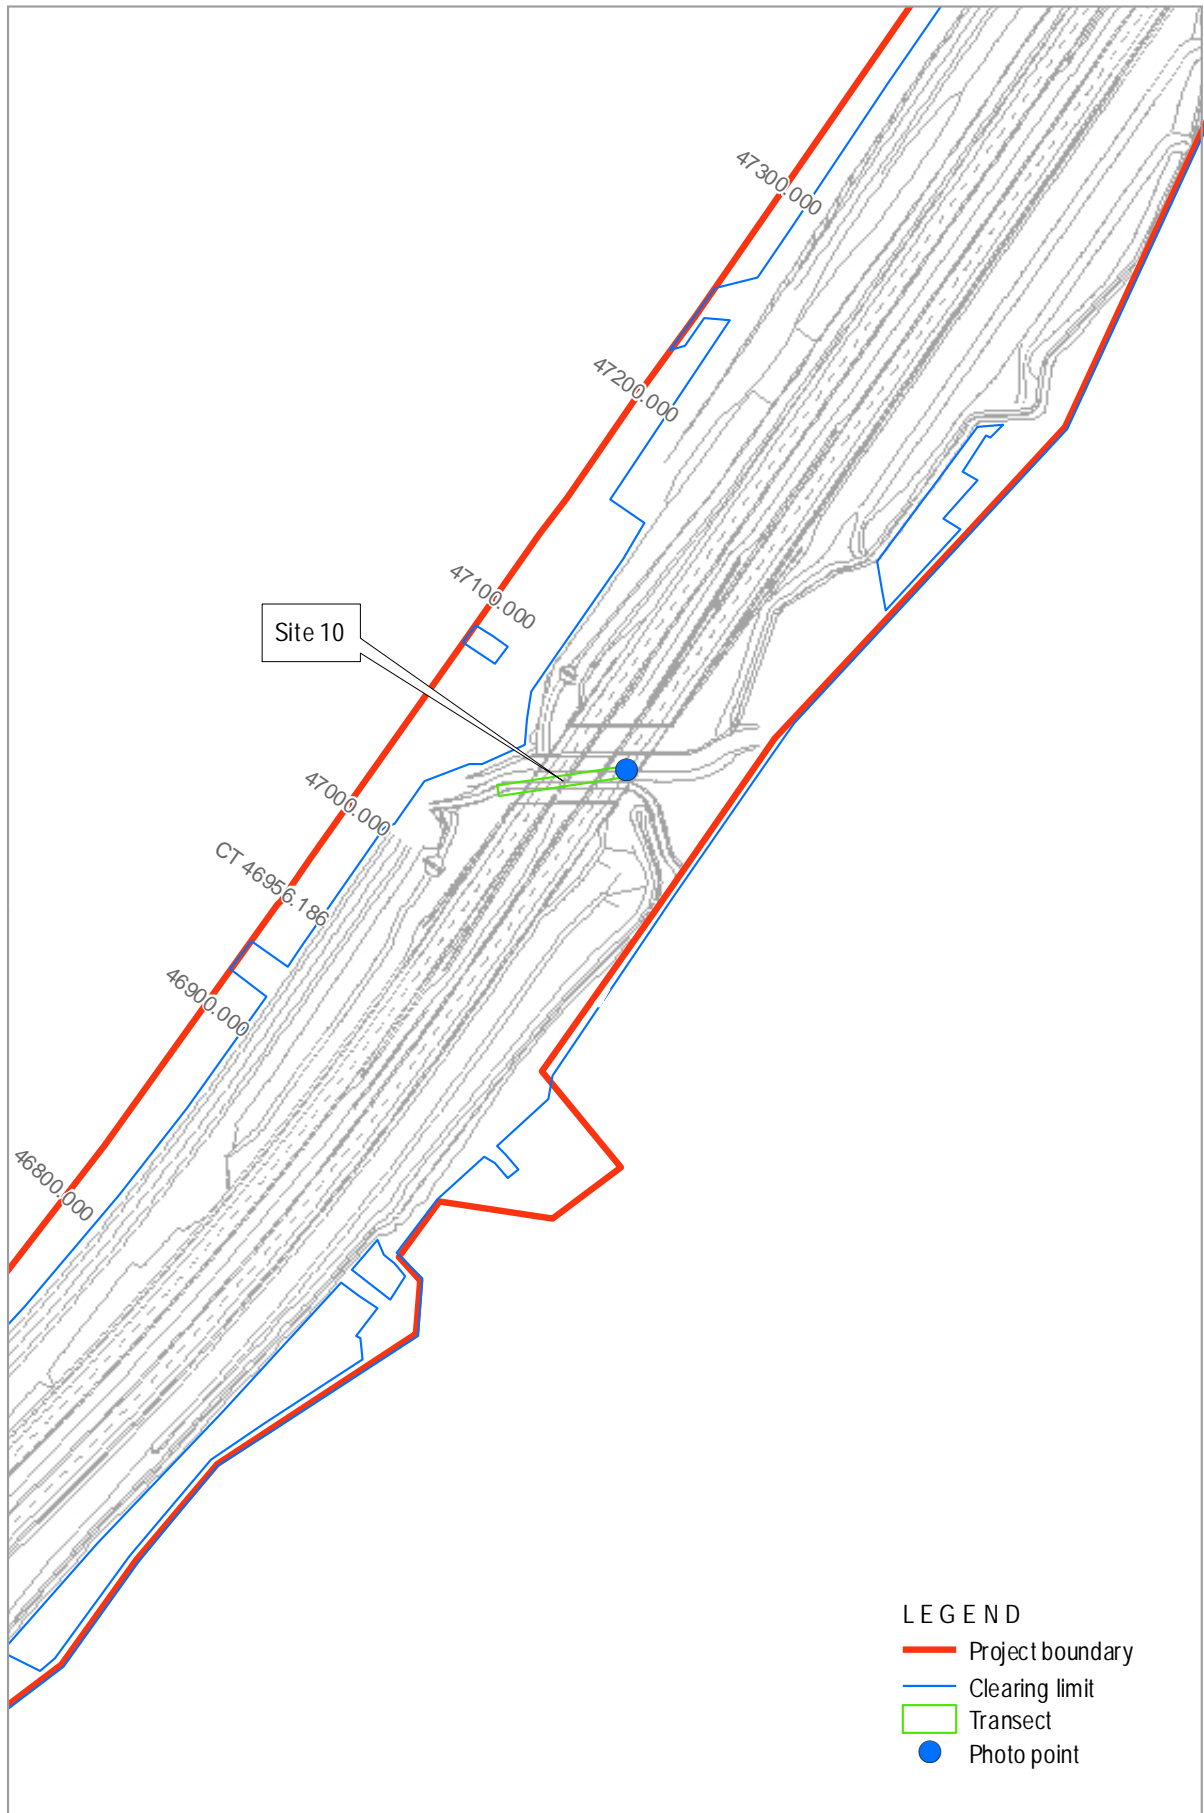 47300.000
47200.000
47100.000
Site 10
47000.000
CT 46956.186
46900.000
46800.000
LEGEND
Project boundary
Clearing limit
Transect
Photo point